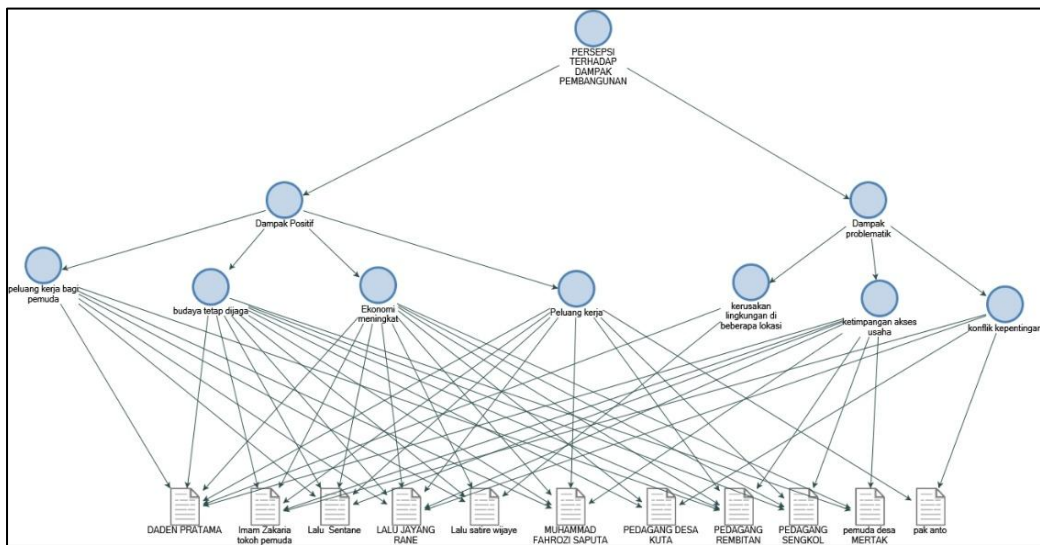 PERSEPSI
TERHADAP
DAMPAK
PEMBANGUNAN
Dampak Positif
Dampak
problematik
peluang kerja bagi
pemuda
budaya tetap dijaga
Ekonomi
meningkat
Peluang kerja
kerusakan
lingkungan di
beberapa lokasi
ketimpangan akses
usaha
konflik kepentingan
DADEN PRATAMA
Imam Zakaria
tokoh pemuda
Lalu Sentane
LALU JAYANG
RANE
Lalu satire wijaye
MUHAMMAD
FAHROZI SAPUTA
PEDAGANG DESA
KUTA
PEDAGANG
REMBITAN
PEDAGANG
SENGKOL
pemuda desa
MERTAK
pak anto